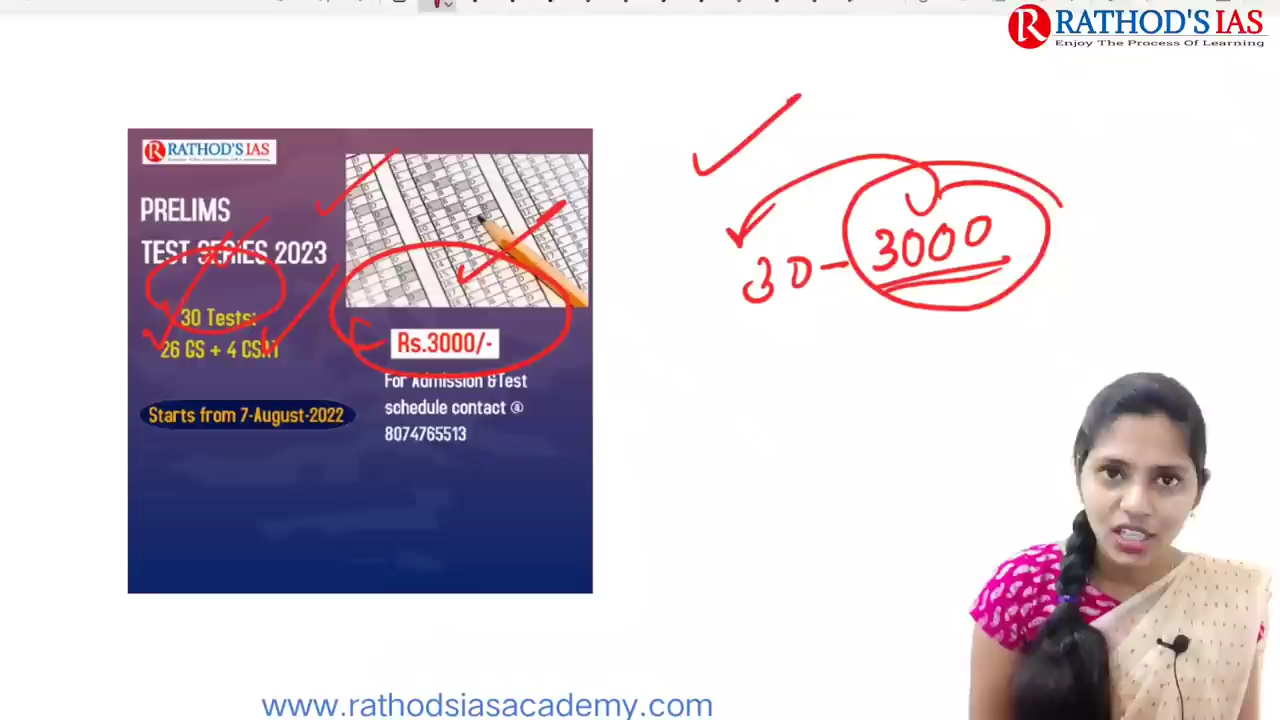 RATHOD'S IAS
Enjoy The Process Of Learning
RATHOD'S IAS
PRELIMS
TEST SERIES 2023
30 Tests:
26 GS + 4 CSAT
Starts from 7-August-2022
Rs.3000/-
For Admission &Test
schedule contact @
8074765513
30-3000
www.rathodsiasacademy.com